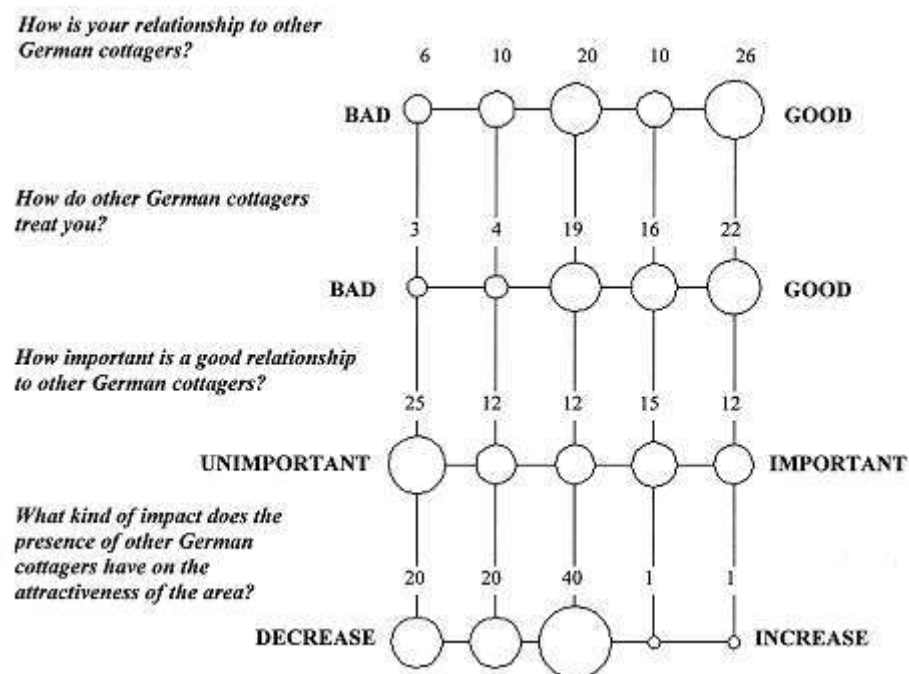 How is your relationship to other
German cottagers?
6 10 20 10 26
BAD GOOD
How do other German cottagers
treat you?
3 4 19 16 22
BAD GOOD
How important is a good relationship
to other German cottagers?
25 12 12 15 12
UNIMPORTANT IMPORTANT
What kind of impact does the
presence of other German
cottagers have on the
attractiveness of the area?
20 20 40 1 1
DECREASE INCREASE